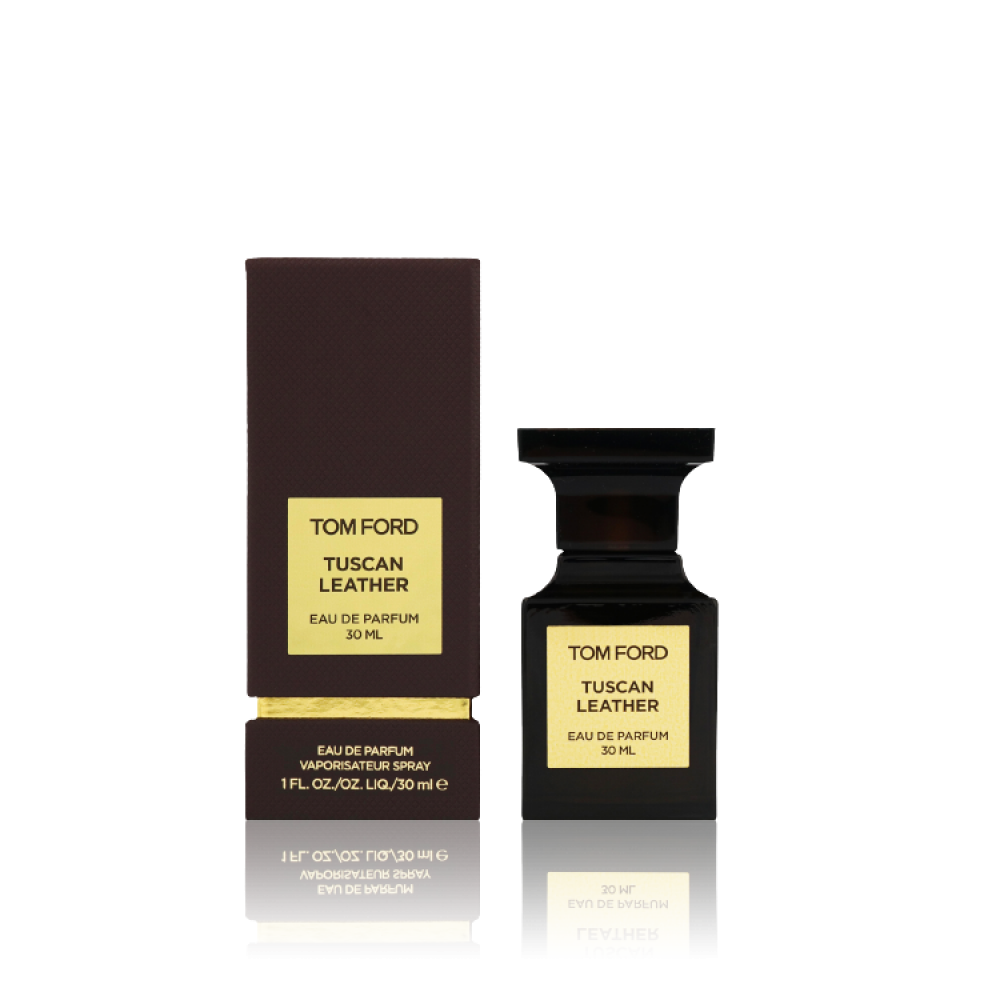 TOM FORD
TUSCAN
LEATHER
EAU DE PARFUM
30 ML
EAU DE PARFUM
VAPORISATEUR SPRAY
1 FL. OZ./OZ. LIQ./30 ml ℮
TOM FORD
TUSCAN
LEATHER
EAU DE PARFUM
30 ML